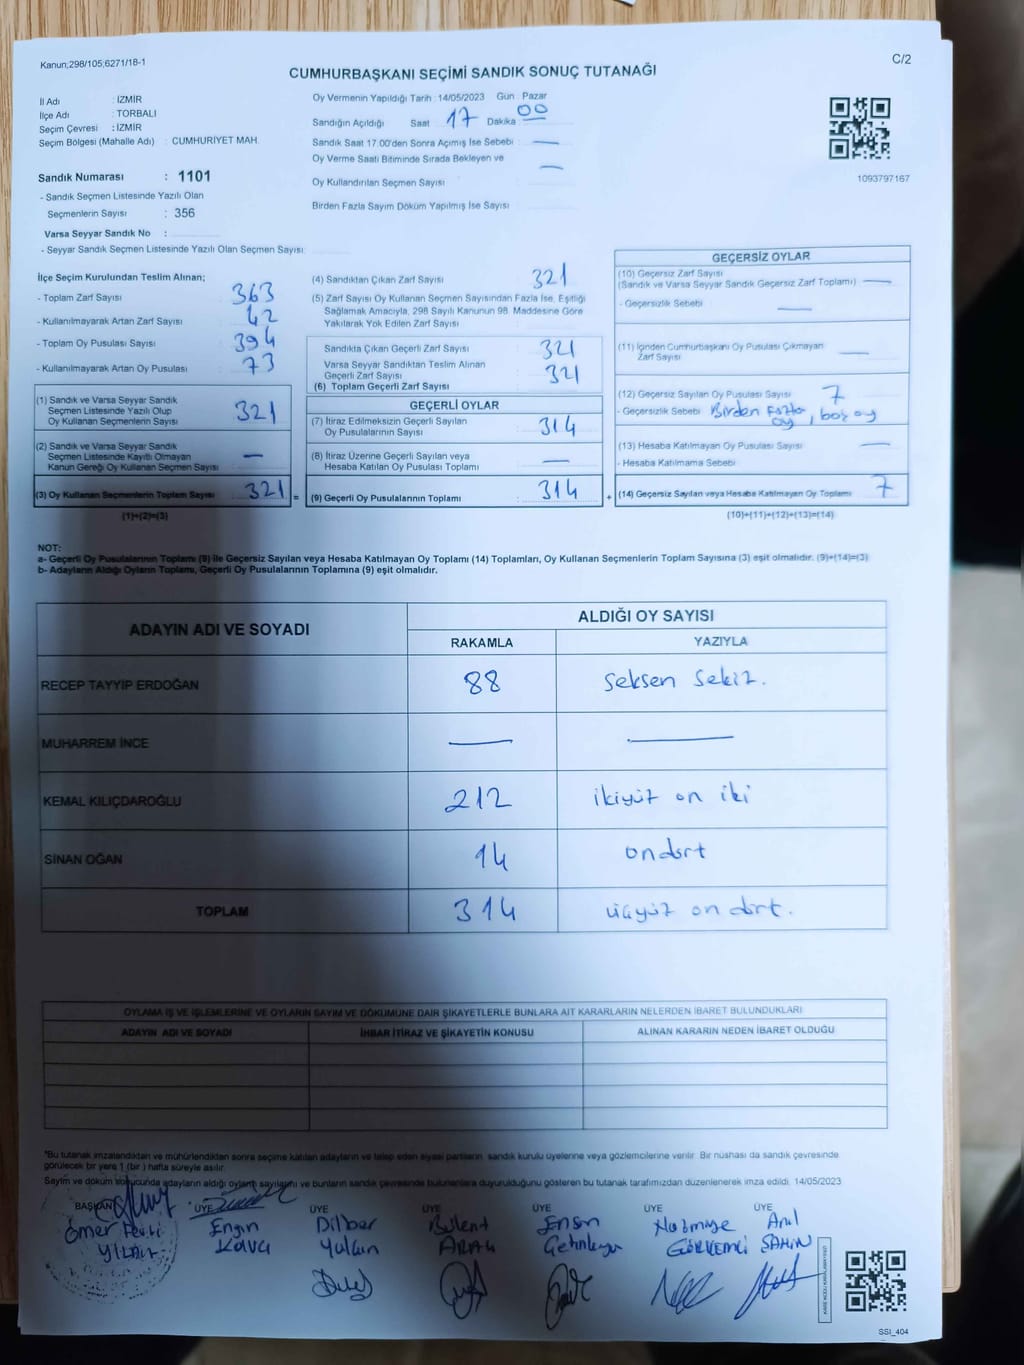 Kanun;298/105;6271/18-1
C/2
CUMHURBAŞKANI SEÇİMİ SANDIK SONUÇ TUTANAĞI
İl Adı : İZMİR
İlçe Adı : TORBALI
Seçim Çevresi : İZMİR
Seçim Bölgesi (Mahalle Adı) : CUMHURİYET MAH.
Sandık Numarası : 1101
- Sandık Seçmen Listesinde Yazılı Olan
Seçmenlerin Sayısı : 356
Varsa Seyyar Sandık No :
- Seyyar Sandık Seçmen Listesinde Yazılı Olan Seçmen Sayısı
Oy Vermenin Yapıldığı Tarih : 14/05/2023 Gün : Pazar
Sandığın Açıldığı Saat 17 Dakika 00
Sandık Saat 17.00'den Sonra Açımış İse Sebebi : —
Oy Verme Saati Bitiminde Sırada Bekleyen ve
Oy Kullandırılan Seçmen Sayısı —
Birden Fazla Sayım Döküm Yapılmış İse Sayısı
1093797167
İlçe Seçim Kurulundan Teslim Alınan;
- Toplam Zarf Sayısı 363
- Kullanılmayarak Artan Zarf Sayısı 42
- Toplam Oy Pusulası Sayısı 394
- Kullanılmayarak Artan Oy Pusulası 73
(1) Sandık ve Varsa Seyyar Sandık
Seçmen Listesinde Yazılı Olup
Oy Kullanan Seçmenlerin Sayısı 321
(2) Sandık ve Varsa Seyyar Sandık
Seçmen Listesinde Kayıtlı Olmayan
Kanun Gereği Oy Kullanan Seçmen Sayısı —
(3) Oy Kullanan Seçmenlerin Toplam Sayısı 321 =
(1)+(2)=(3)
(4) Sandıktan Çıkan Zarf Sayısı 321
(5) Zarf Sayısı Oy Kullanan Seçmen Sayısından Fazla İse, Eşitliği
Sağlamak Amacıyla, 298 Sayılı Kanunun 98. Maddesine Göre
Yakılarak Yok Edilen Zarf Sayısı
Sandıkta Çıkan Geçerli Zarf Sayısı 321
Varsa Seyyar Sandıktan Teslim Alınan
Geçerli Zarf Sayısı 321
(6) Toplam Geçerli Zarf Sayısı
GEÇERLİ OYLAR
(7) İtiraz Edilmeksizin Geçerli Sayılan
Oy Pusulalarının Sayısı 314
(8) İtiraz Üzerine Geçerli Sayılan veya
Hesaba Katılan Oy Pusulası Toplamı —
(9) Geçerli Oy Pusulalarının Toplamı : 314 +
GEÇERSİZ OYLAR
(10) Geçersiz Zarf Sayısı
(Sandık ve Varsa Seyyar Sandık Geçersiz Zarf Toplamı) —
- Geçersizlik Sebebi —
(11) İçinden Cumhurbaşkanı Oy Pusulası Çıkmayan
Zarf Sayısı —
(12) Geçersiz Sayılan Oy Pusulası Sayısı 7
- Geçersizlik Sebebi Birden Fazla oy, boş oy
(13) Hesaba Katılmayan Oy Pusulası Sayısı —
- Hesaba Katılmama Sebebi
(14) Geçersiz Sayılan veya Hesaba Katılmayan Oy Toplamı 7
(10)+(11)+(12)+(13)=(14)
NOT:
a- Geçerli Oy Pusulalarının Toplamı (9) ile Geçersiz Sayılan veya Hesaba Katılmayan Oy Toplamı (14) Toplamları, Oy Kullanan Seçmenlerin Toplam Sayısına (3) eşit olmalıdır. (9)+(14)=(3)
b- Adayların Aldığı Oyların Toplamı, Geçerli Oy Pusulalarının Toplamına (9) eşit olmalıdır.
ADAYIN ADI VE SOYADI
ALDIĞI OY SAYISI
RAKAMLA YAZIYLA
RECEP TAYYİP ERDOĞAN 88 Seksen Sekiz.
MUHARREM İNCE — —
KEMAL KILIÇDAROĞLU 212 ikiyüz on iki
SİNAN OĞAN 14 ondört
TOPLAM 314 üçyüz on dört.
OYLAMA İŞ VE İŞLEMLERİNE VE OYLARIN SAYIM VE DÖKÜMÜNE DAİR ŞİKAYETLERLE BUNLARA AİT KARARLARIN NELERDEN İBARET BULUNDUKLARI
ADAYIN ADI VE SOYADI İHBAR İTİRAZ VE ŞİKAYETİN KONUSU ALINAN KARARIN NEDEN İBARET OLDUĞU
*Bu tutanak imzalandıktan ve mühürlendikten sonra seçime katılan adayların ve talep eden siyasi partilerin, sandık kurulu üyelerine veya gözlemcilerine verilir. Bir nüshası da sandık çevresinde
görülecek bir yere 1 (bir) hafta süreyle asılır.
Sayım ve döküm sonucunda adayların aldığı oyların sayılarını ve bunların sandık çevresinde bulunanlara duyurulduğunu gösteren bu tutanak tarafımızdan düzenlenerek imza edildi. 14/05/2023
BAŞKAN ÜYE ÜYE ÜYE ÜYE ÜYE ÜYE
Ömer Engin Dilber Bülent Ensn Nazmiye Anıl
YILMAZ Kava Yalçın ARAL GÖRKEMLİ ŞAHİN
SSI_404